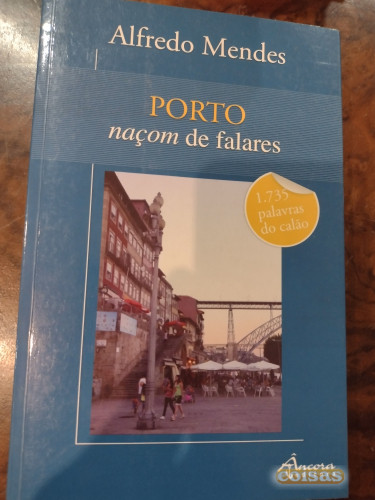 Alfredo Mendes
PORTO
naçom de falares
1.735
palavras
do calão
Âncora
coisas